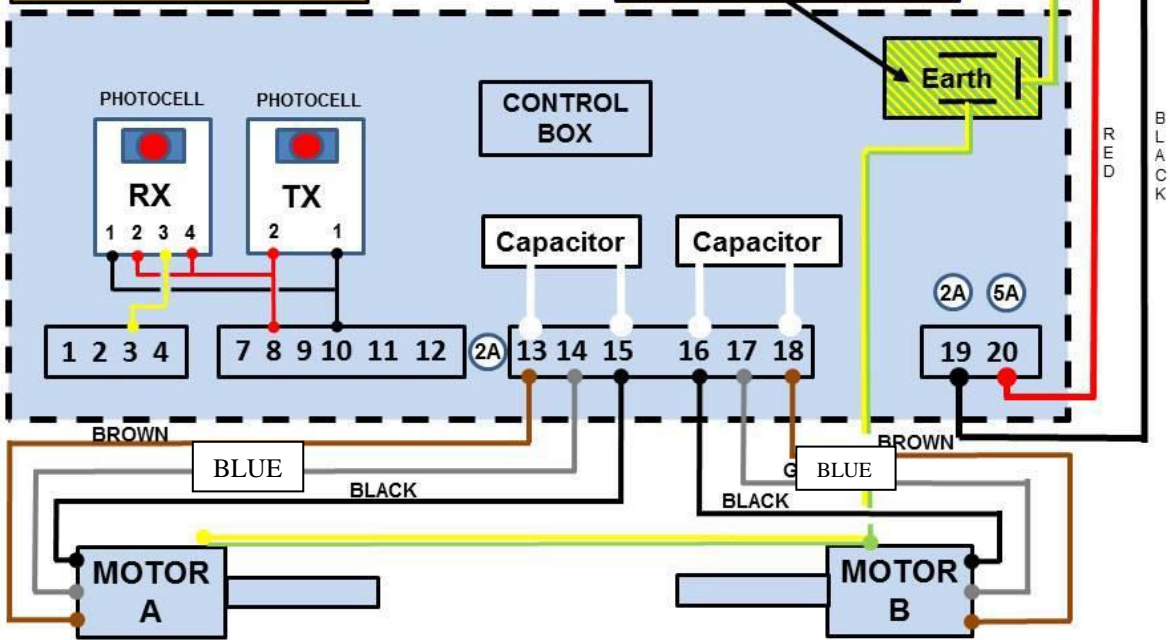 Earth
PHOTOCELL
PHOTOCELL
CONTROL
BOX
RED
BLACK
RX
TX
1 2 3 4
2 1
Capacitor
Capacitor
2A
5A
1 2 3 4
7 8 9 10 11 12
2A
13 14 15 16 17 18
19 20
BROWN
BLUE
BLACK
BROWN
G
BLUE
BLACK
MOTOR
A
MOTOR
B